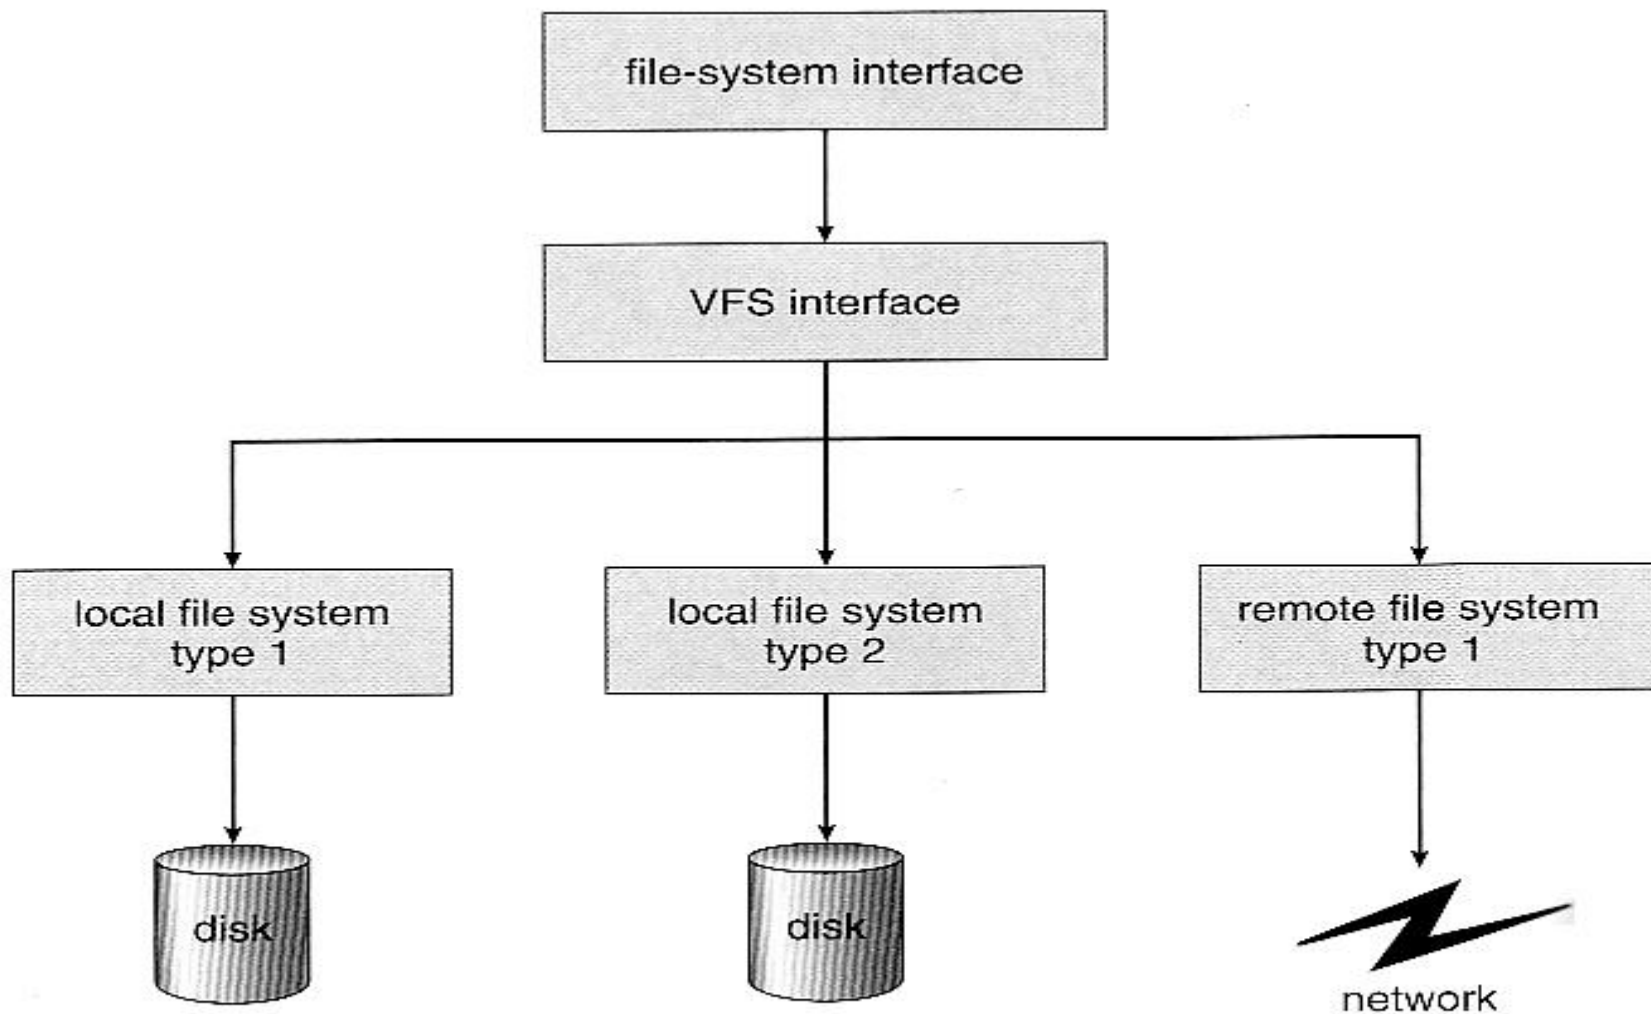 file-system interface
VFS interface
local file system
type 1
local file system
type 2
remote file system
type 1
disk
disk
network